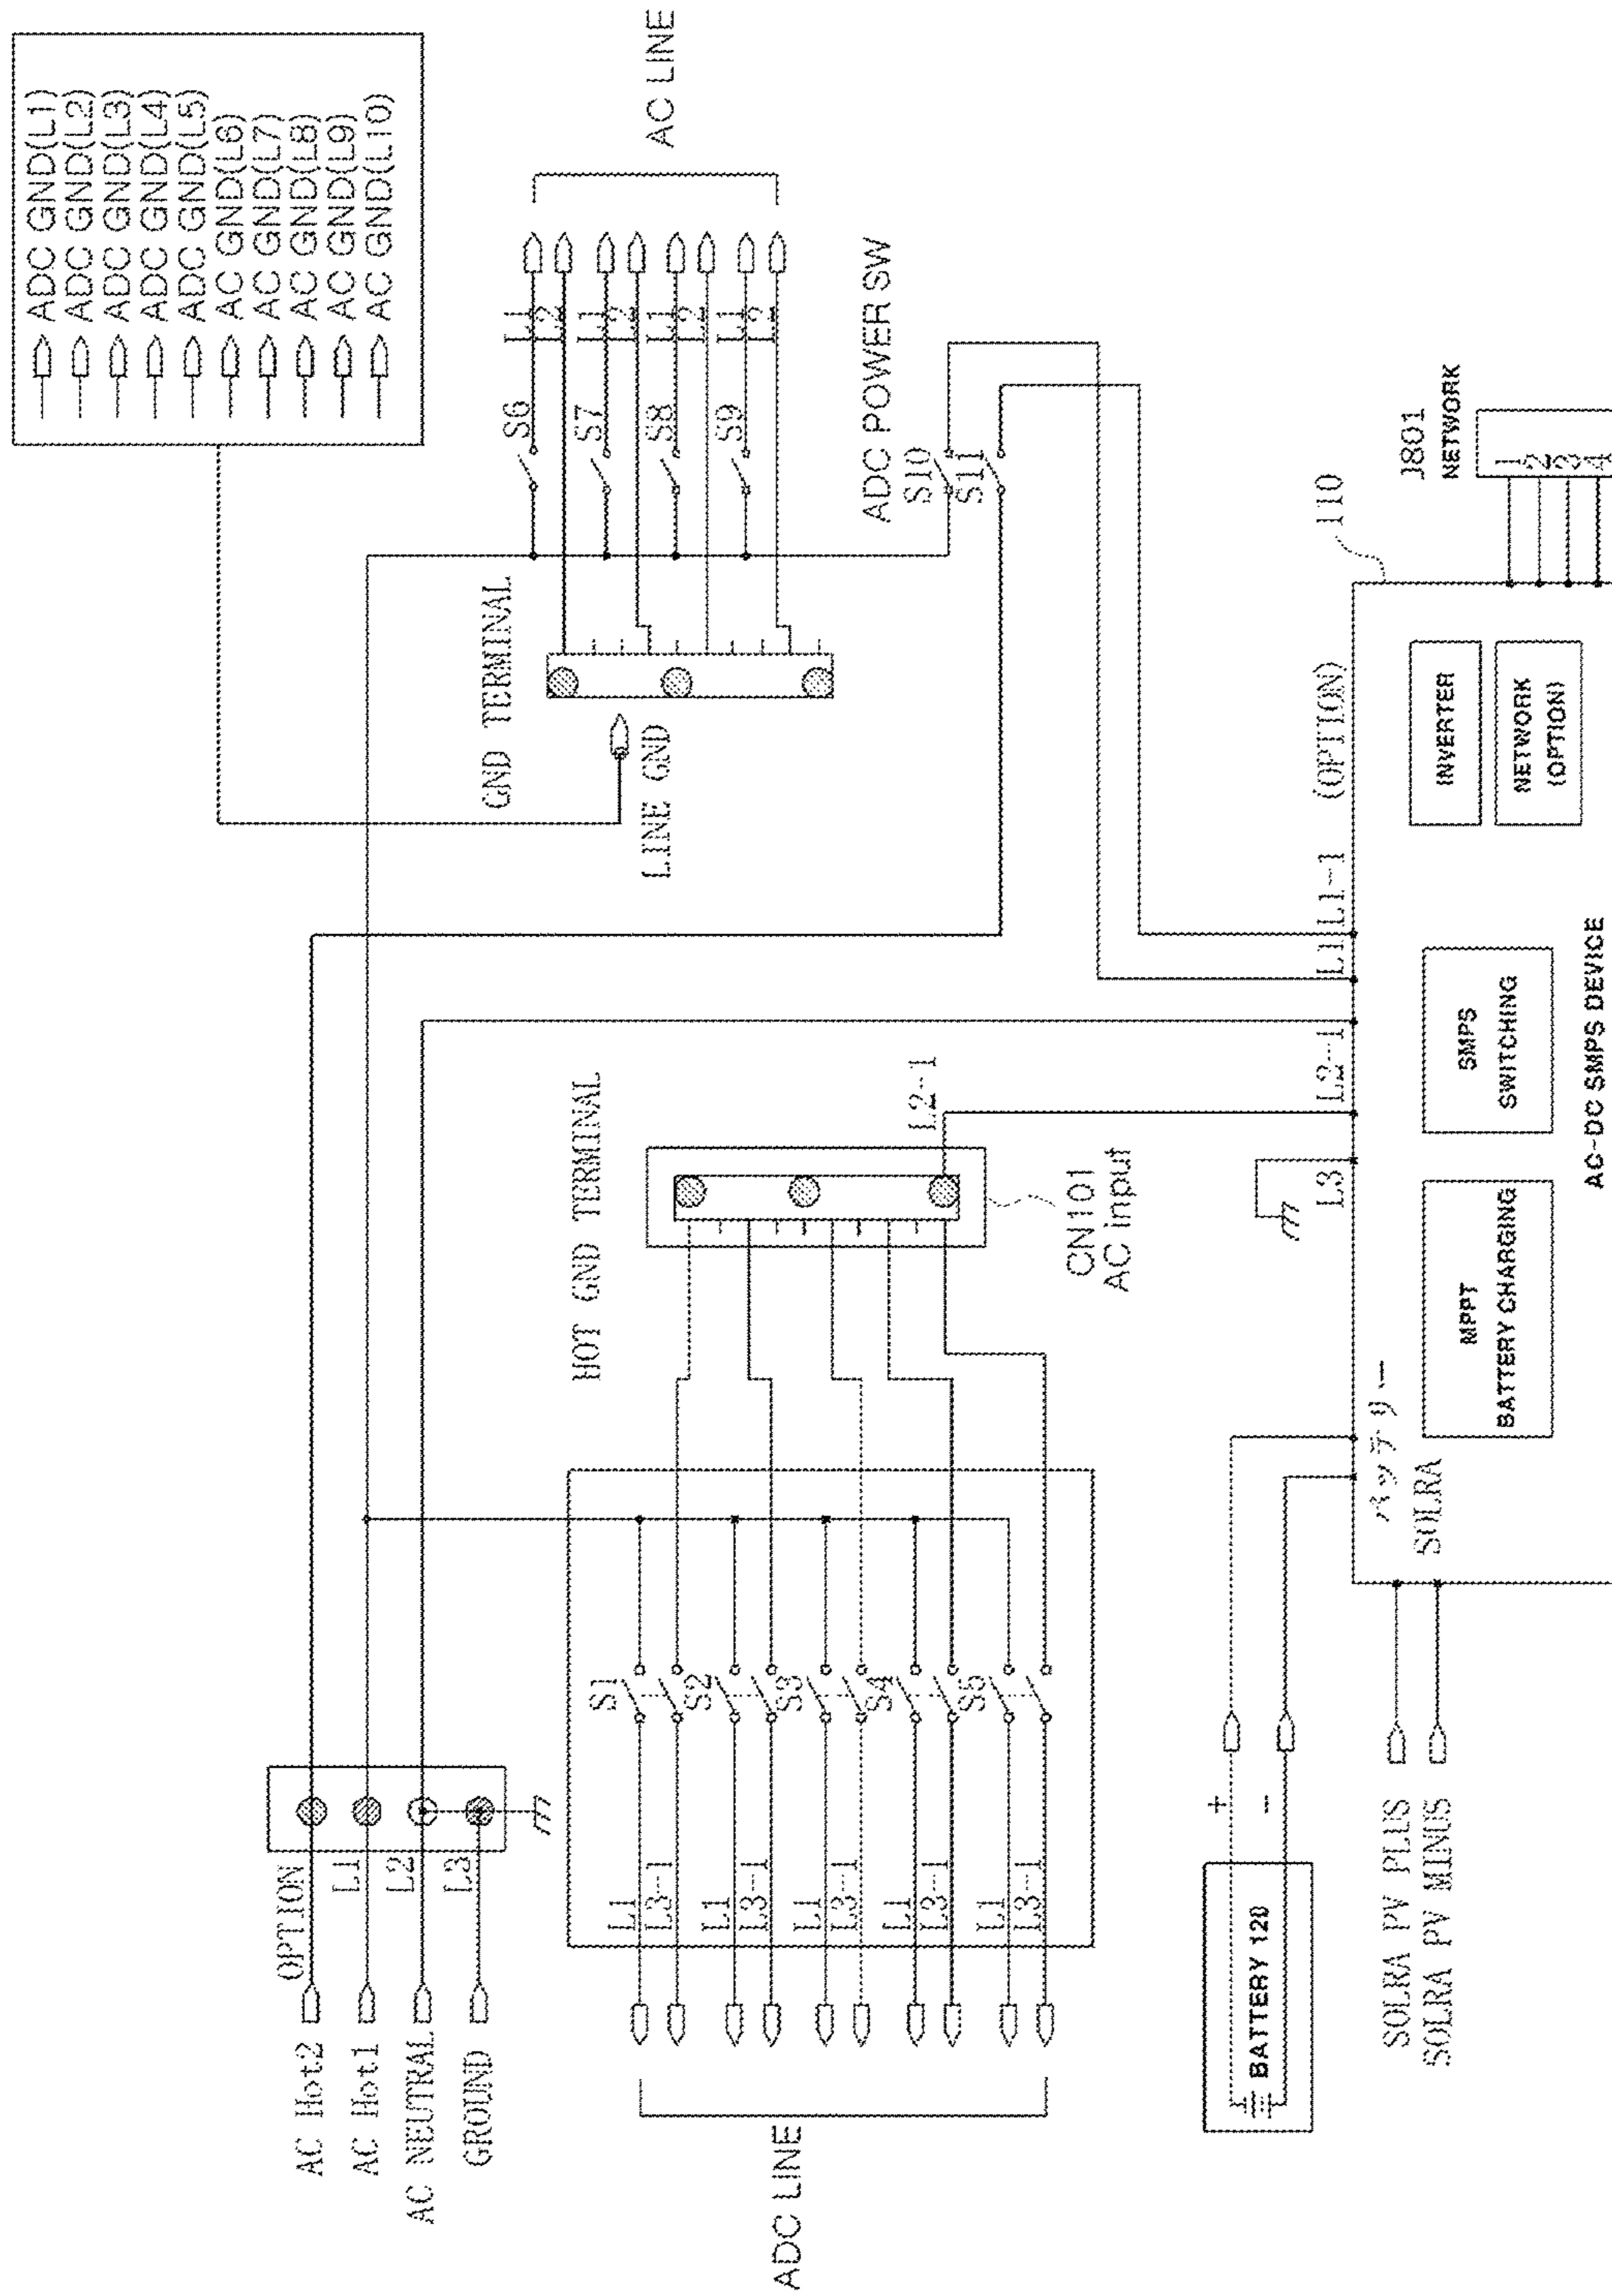 ADC GND(L1)
ADC GND(L2)
ADC GND(L3)
ADC GND(L4)
ADC GND(L5)
AC GND(L6)
AC GND(L7)
AC GND(L8)
AC GND(L9)
AC GND(L10)
AC Hot2
OPTION
AC Hot1
L1
AC NEUTRAL
L2
GROUND
L3
GND TERMINAL
LINE GND
S6
L1
L2
S7
L1
L2
S8
L1
L2
S9
L1
L2
AC LINE
ADC POWER SW
S10
S11
HOT GND TERMINAL
L2-1
CN101
AC input
ADC LINE
L1
S1
L3-1
L1
S2
L3-1
L1
S3
L3-1
L1
S4
L3-1
L1
S5
L3-1
BATTERY 120
+
-
L3
L2-1
L1
L1-1
(OPTION)
110
J801
NETWORK
1
2
3
4
バッテリー
SOLRA
SOLRA PV PLUS
SOLRA PV MINUS
MPPT
BATTERY CHARGING
SMPS
SWITCHING
INVERTER
NETWORK
(OPTION)
AC-DC SMPS DEVICE